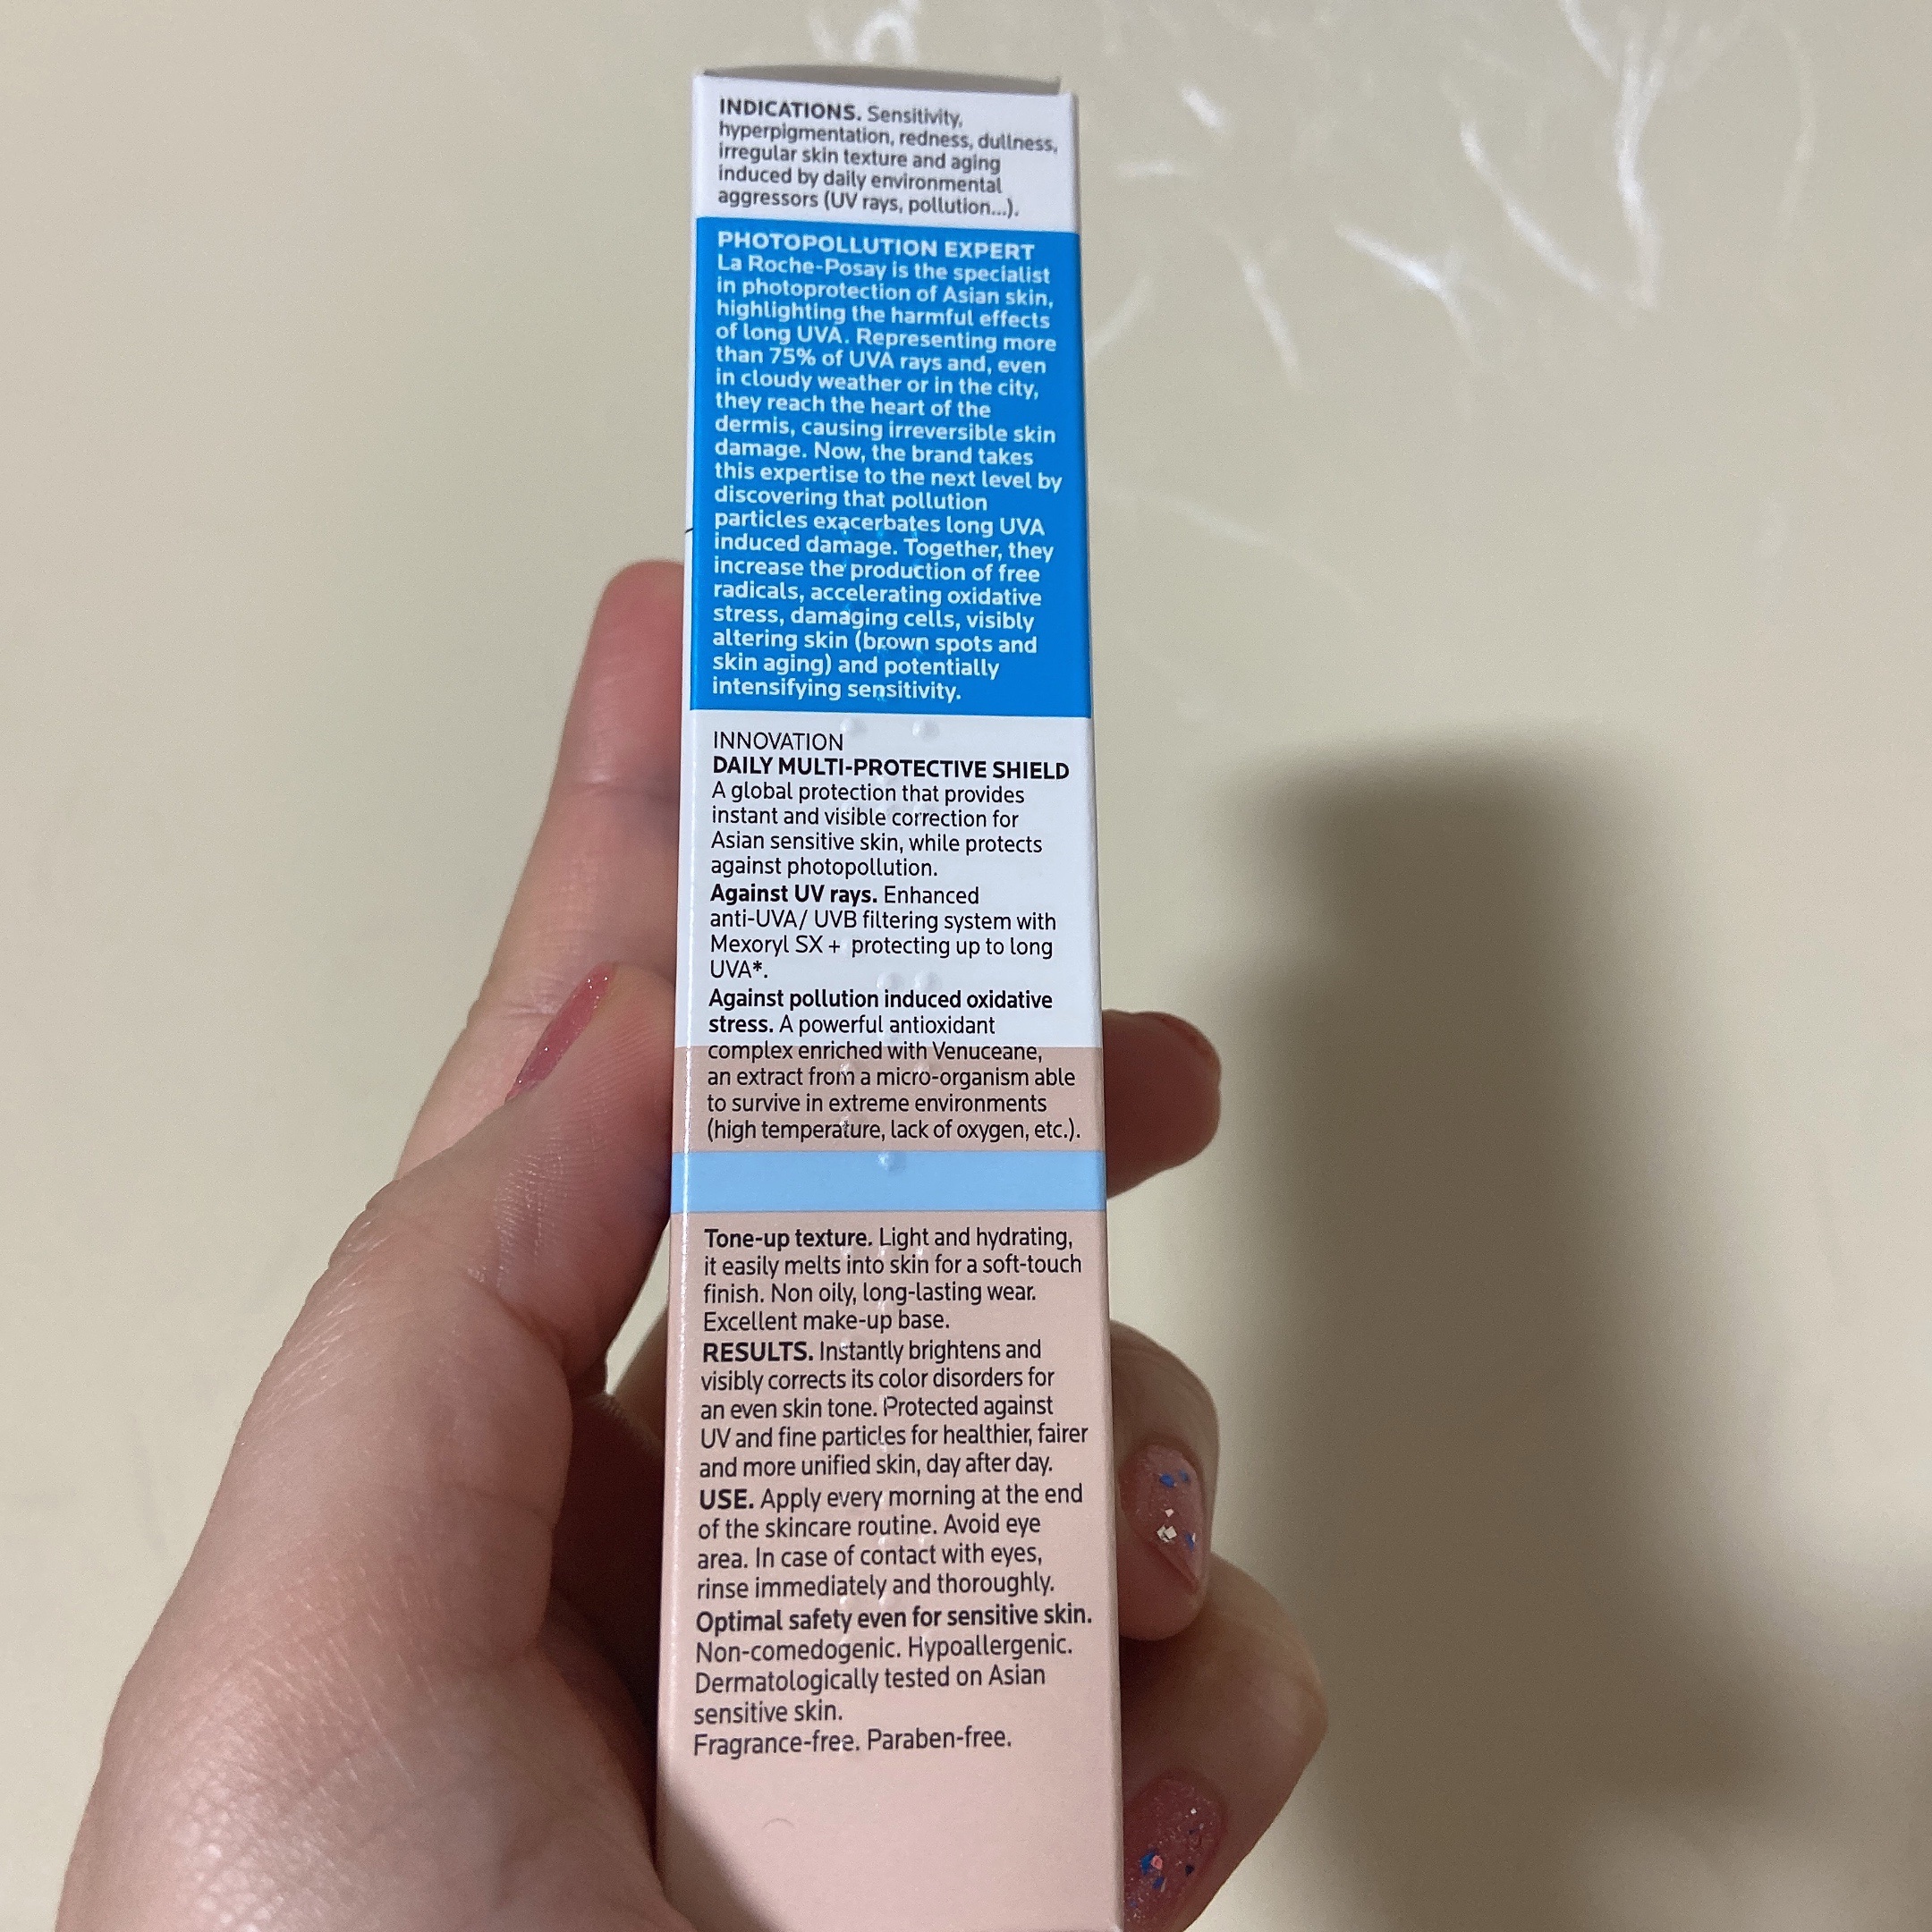 INDICATIONS. Sensitivity,
hyperpigmentation, redness, dullness,
irregular skin texture and aging
induced by daily environmental
aggressors (UV rays, pollution...).
PHOTOPOLLUTION EXPERT
La Roche-Posay is the specialist
in photoprotection of Asian skin,
highlighting the harmful effects
of long UVA. Representing more
than 75% of UVA rays and, even
in cloudy weather or in the city,
they reach the heart of the
dermis, causing irreversible skin
damage. Now, the brand takes
this expertise to the next level by
discovering that pollution
particles exacerbates long UVA
induced damage. Together, they
increase the production of free
radicals, accelerating oxidative
stress, damaging cells, visibly
altering skin (brown spots and
skin aging) and potentially
intensifying sensitivity.
INNOVATION
DAILY MULTI-PROTECTIVE SHIELD
A global protection that provides
instant and visible correction for
Asian sensitive skin, while protects
against photopollution.
Against UV rays. Enhanced
anti-UVA/ UVB filtering system with
Mexoryl SX + protecting up to long
UVA*.
Against pollution induced oxidative
stress. A powerful antioxidant
complex enriched with Venuceane,
an extract from a micro-organism able
to survive in extreme environments
(high temperature, lack of oxygen, etc.).
Tone-up texture. Light and hydrating,
it easily melts into skin for a soft-touch
finish. Non oily, long-lasting wear.
Excellent make-up base.
RESULTS. Instantly brightens and
visibly corrects its color disorders for
an even skin tone. Protected against
UV and fine particles for healthier, fairer
and more unified skin, day after day.
USE. Apply every morning at the end
of the skincare routine. Avoid eye
area. In case of contact with eyes,
rinse immediately and thoroughly.
Optimal safety even for sensitive skin.
Non-comedogenic. Hypoallergenic.
Dermatologically tested on Asian
sensitive skin.
Fragrance-free. Paraben-free.